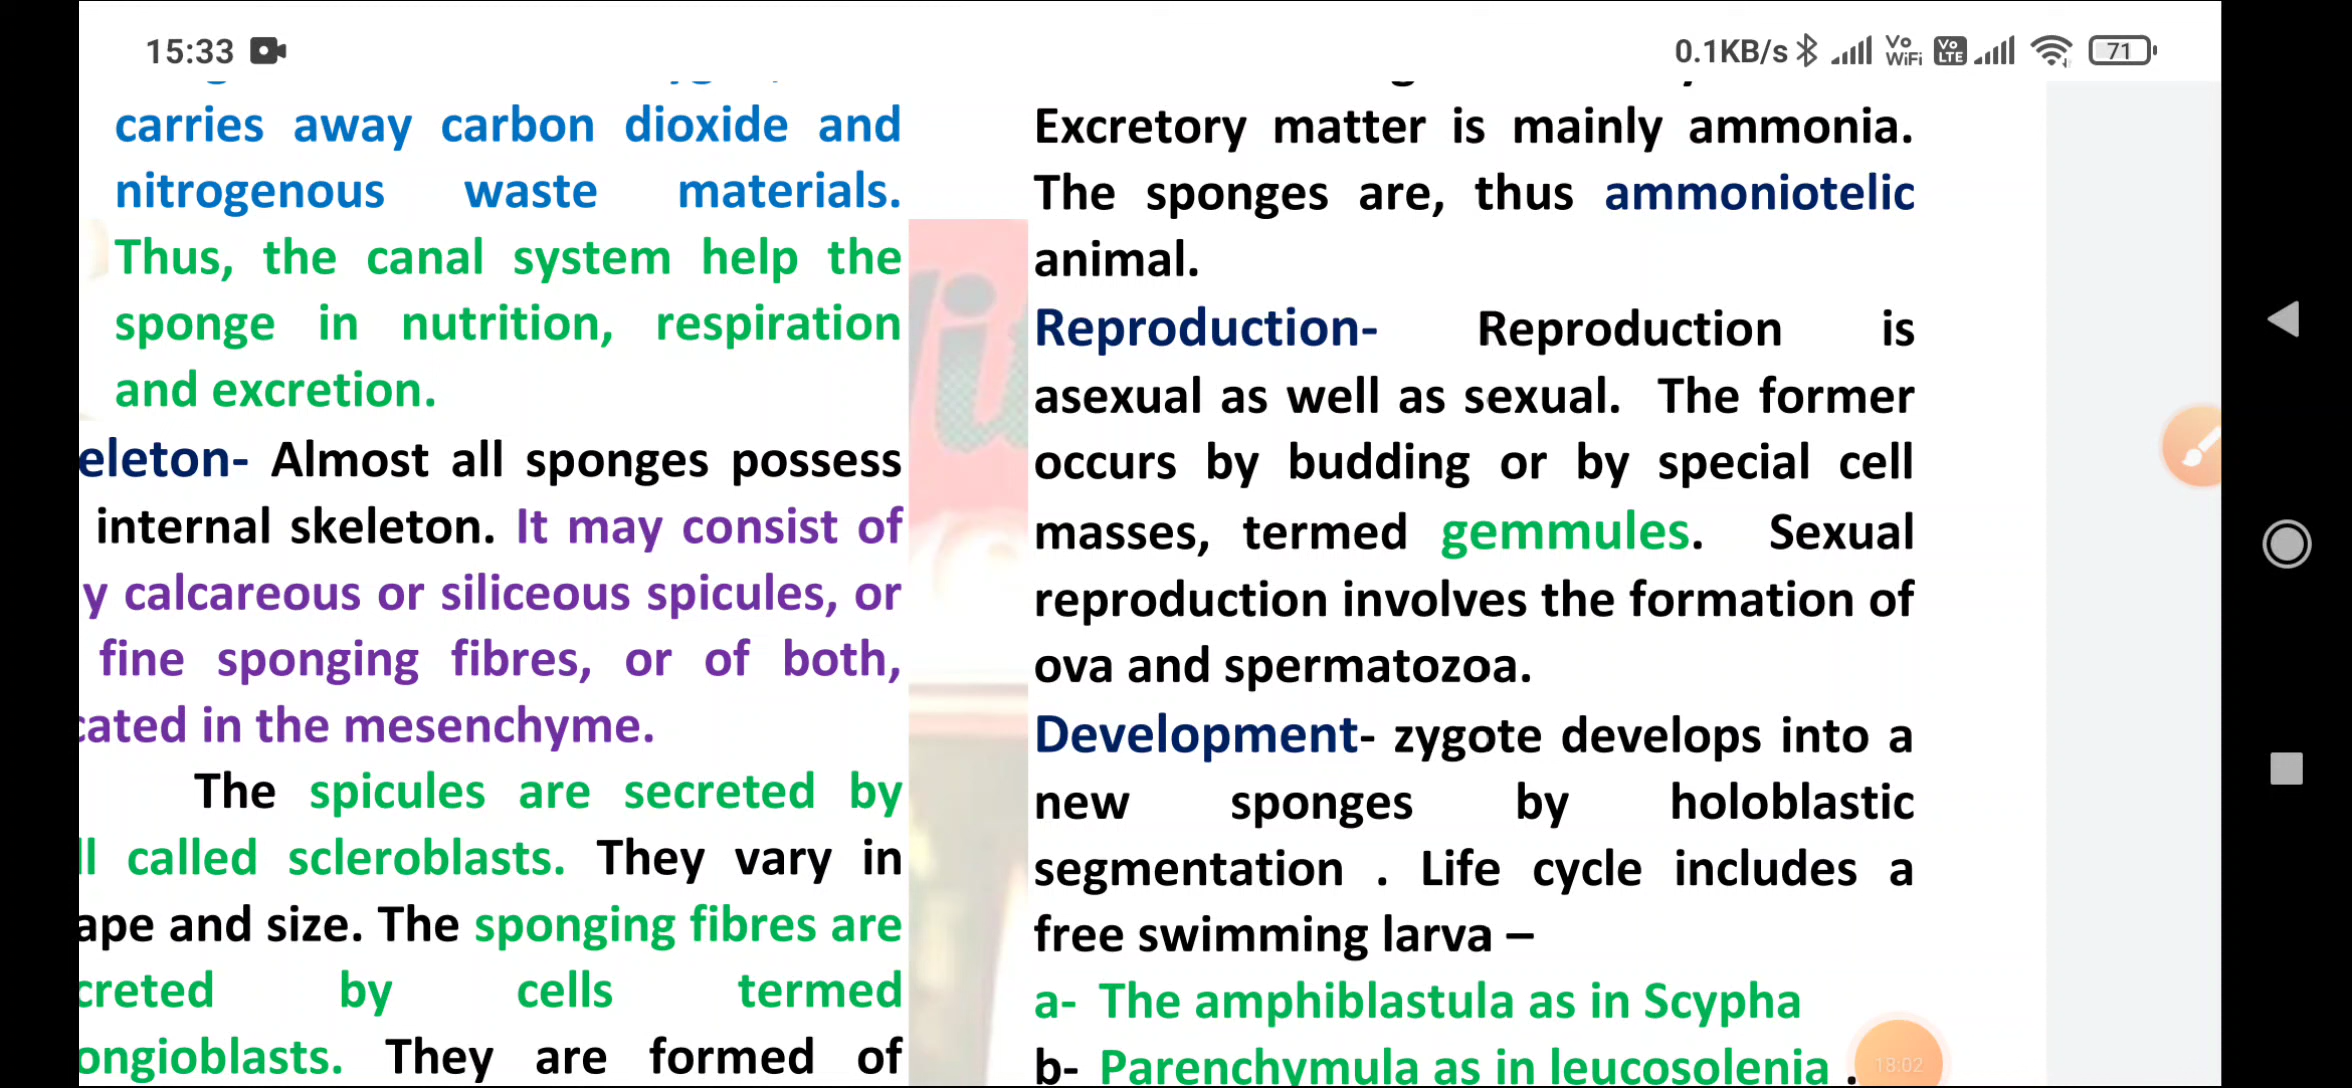 15:33
0.1KB/s Vo WiFi Vo LTE 71
carries away carbon dioxide and
nitrogenous waste materials.
Thus, the canal system help the
sponge in nutrition, respiration
and excretion.
eleton- Almost all sponges possess
internal skeleton. It may consist of
y calcareous or siliceous spicules, or
fine sponging fibres, or of both,
cated in the mesenchyme.
The spicules are secreted by
ll called scleroblasts. They vary in
ape and size. The sponging fibres are
creted by cells termed
ongioblasts. They are formed of
Excretory matter is mainly ammonia.
The sponges are, thus ammoniotelic
animal.
Reproduction- Reproduction is
asexual as well as sexual. The former
occurs by budding or by special cell
masses, termed gemmules. Sexual
reproduction involves the formation of
ova and spermatozoa.
Development- zygote develops into a
new sponges by holoblastic
segmentation . Life cycle includes a
free swimming larva –
a- The amphiblastula as in Scypha
b- Parenchymula as in leucosolenia .
18:02